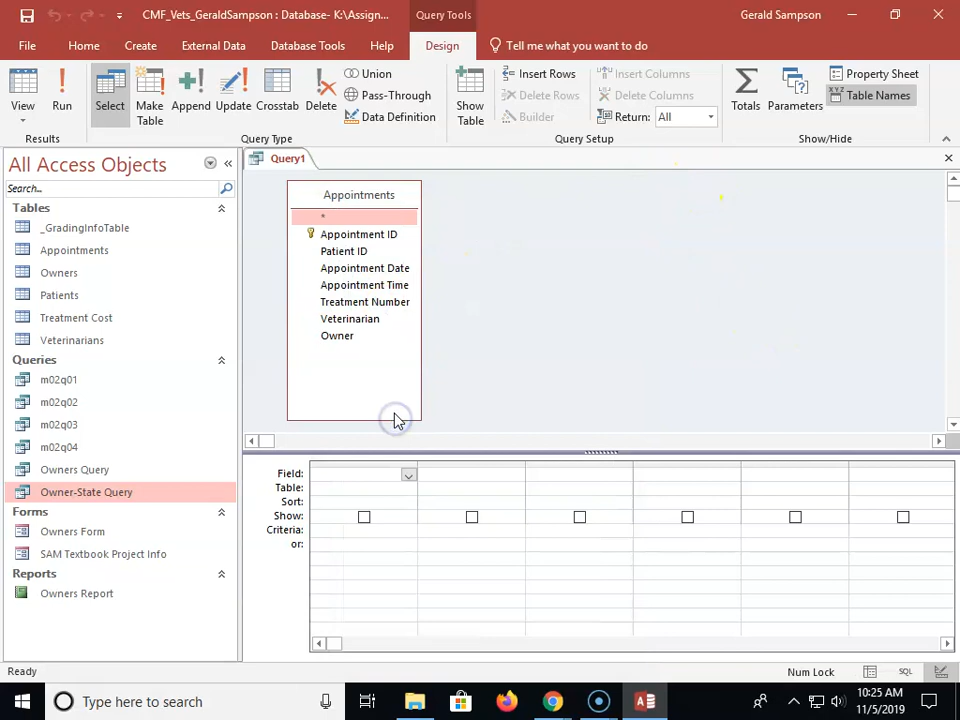 CMF_Vets_GeraldSampson : Database- K:\Assign...
Query Tools
Gerald Sampson
File
Home
Create
External Data
Database Tools
Help
Design
Tell me what you want to do
View
Run
Select
Make Table
Append
Update
Crosstab
Delete
Union
Pass-Through
Data Definition
Show Table
Insert Rows
Delete Rows
Builder
Insert Columns
Delete Columns
Return: All
Totals
Parameters
Property Sheet
XYZ
Table Names
Results
Query Type
Query Setup
Show/Hide
All Access Objects
Search...
Tables
_GradingInfoTable
Appointments
Owners
Patients
Treatment Cost
Veterinarians
Queries
m02q01
m02q02
m02q03
m02q04
Owners Query
Owner-State Query
Forms
Owners Form
SAM Textbook Project Info
Reports
Owners Report
Query1
Appointments
*
Appointment ID
Patient ID
Appointment Date
Appointment Time
Treatment Number
Veterinarian
Owner
Field:
Table:
Sort:
Show:
Criteria:
or:
Ready
Num Lock
SQL
Type here to search
10:25 AM
11/5/2019